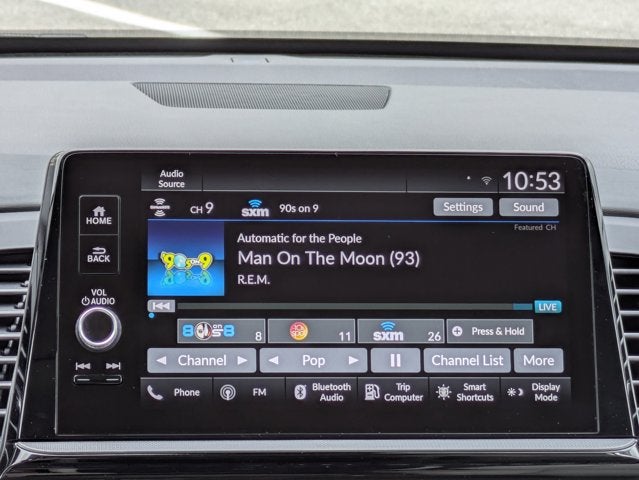 Audio
Source
10:53
HOME
BACK
VOL
AUDIO
CH 9
sxm
90s on 9
Settings
Sound
Featured CH
Automatic for the People
Man On The Moon (93)
R.E.M.
LIVE
8
11
sxm
26
Press & Hold
Channel
Pop
Channel List
More
Phone
FM
Bluetooth
Audio
Trip
Computer
Smart
Shortcuts
Display
Mode